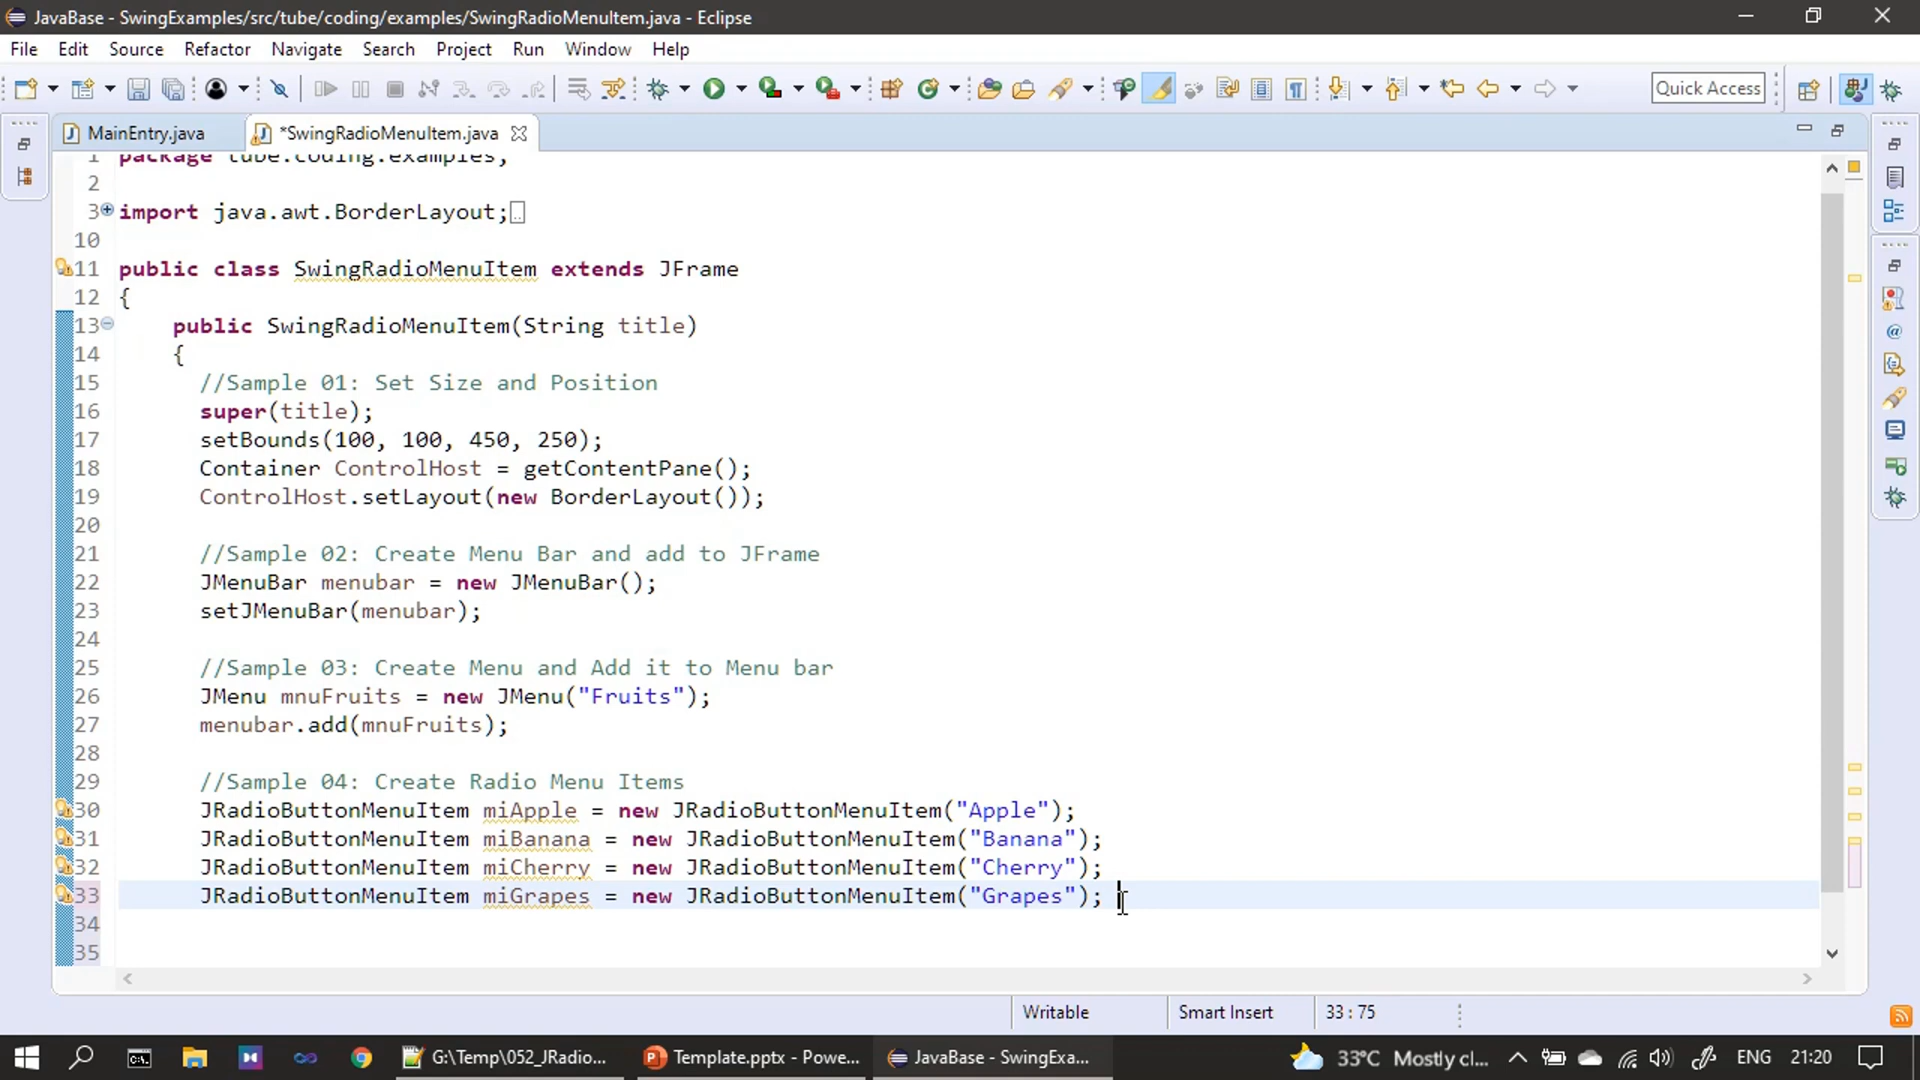 JavaBase - SwingExamples/src/tube/coding/examples/SwingRadioMenuItem.java - Eclipse
File Edit Source Refactor Navigate Search Project Run Window Help
Quick Access
MainEntry.java *SwingRadioMenuItem.java
1 package tube.coding.examples;
2
3 import java.awt.BorderLayout;
10
11 public class SwingRadioMenuItem extends JFrame
12 {
13 public SwingRadioMenuItem(String title)
14 {
15 //Sample 01: Set Size and Position
16 super(title);
17 setBounds(100, 100, 450, 250);
18 Container ControlHost = getContentPane();
19 ControlHost.setLayout(new BorderLayout());
20
21 //Sample 02: Create Menu Bar and add to JFrame
22 JMenuBar menubar = new JMenuBar();
23 setJMenuBar(menubar);
24
25 //Sample 03: Create Menu and Add it to Menu bar
26 JMenu mnuFruits = new JMenu("Fruits");
27 menubar.add(mnuFruits);
28
29 //Sample 04: Create Radio Menu Items
30 JRadioButtonMenuItem miApple = new JRadioButtonMenuItem("Apple");
31 JRadioButtonMenuItem miBanana = new JRadioButtonMenuItem("Banana");
32 JRadioButtonMenuItem miCherry = new JRadioButtonMenuItem("Cherry");
33 JRadioButtonMenuItem miGrapes = new JRadioButtonMenuItem("Grapes");
34
35
Writable Smart Insert 33 : 75
G:\Temp\052_JRadio... Template.pptx - Powe... JavaBase - SwingExa... 33°C Mostly cl... ENG 21:20